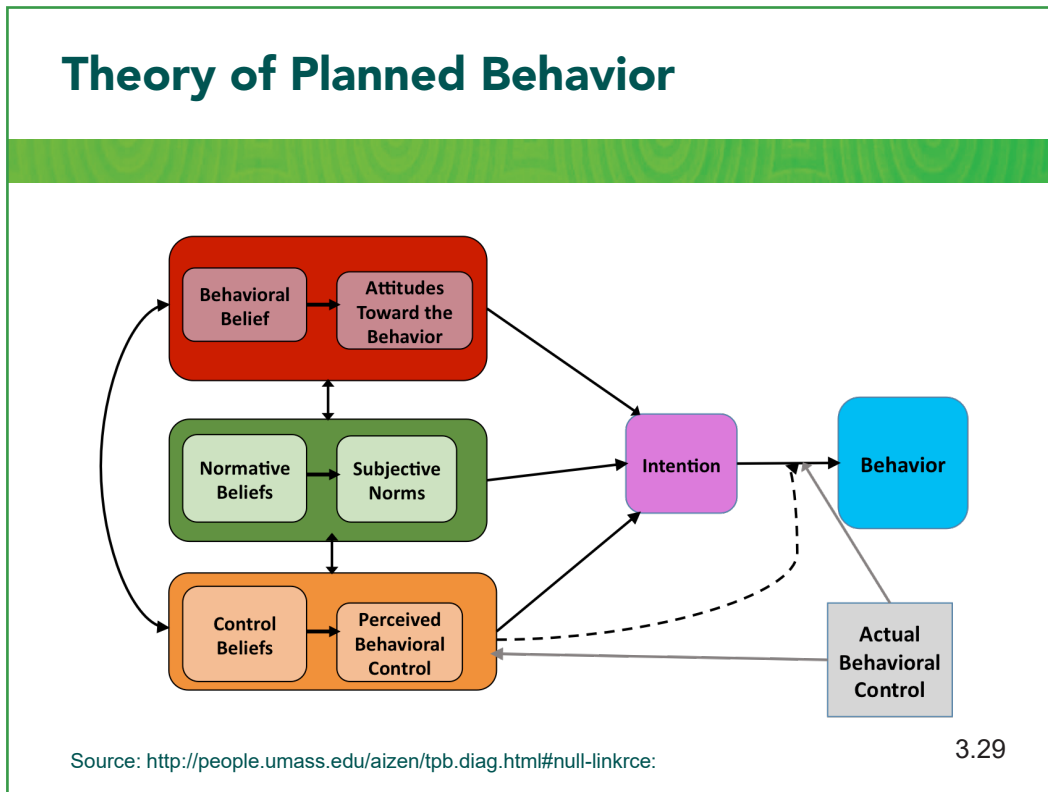 Theory of Planned Behavior
Behavioral
Belief
Attitudes
Toward the
Behavior
Normative
Beliefs
Subjective
Norms
Control
Beliefs
Perceived
Behavioral
Control
Intention
Behavior
Actual
Behavioral
Control
Source: http://people.umass.edu/aizen/tpb.diag.html#null-linkrce:
3.29